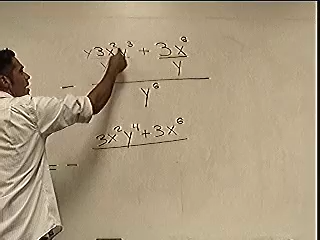 y3x²y³ + 3x⁶
y y
y⁶
3x²y⁴+3x⁶